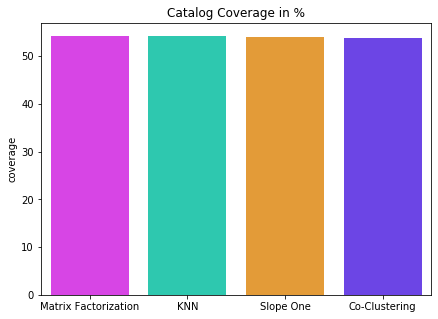 Catalog Coverage in %
coverage
50
40
30
20
10
0
Matrix Factorization KNN Slope One Co-Clustering